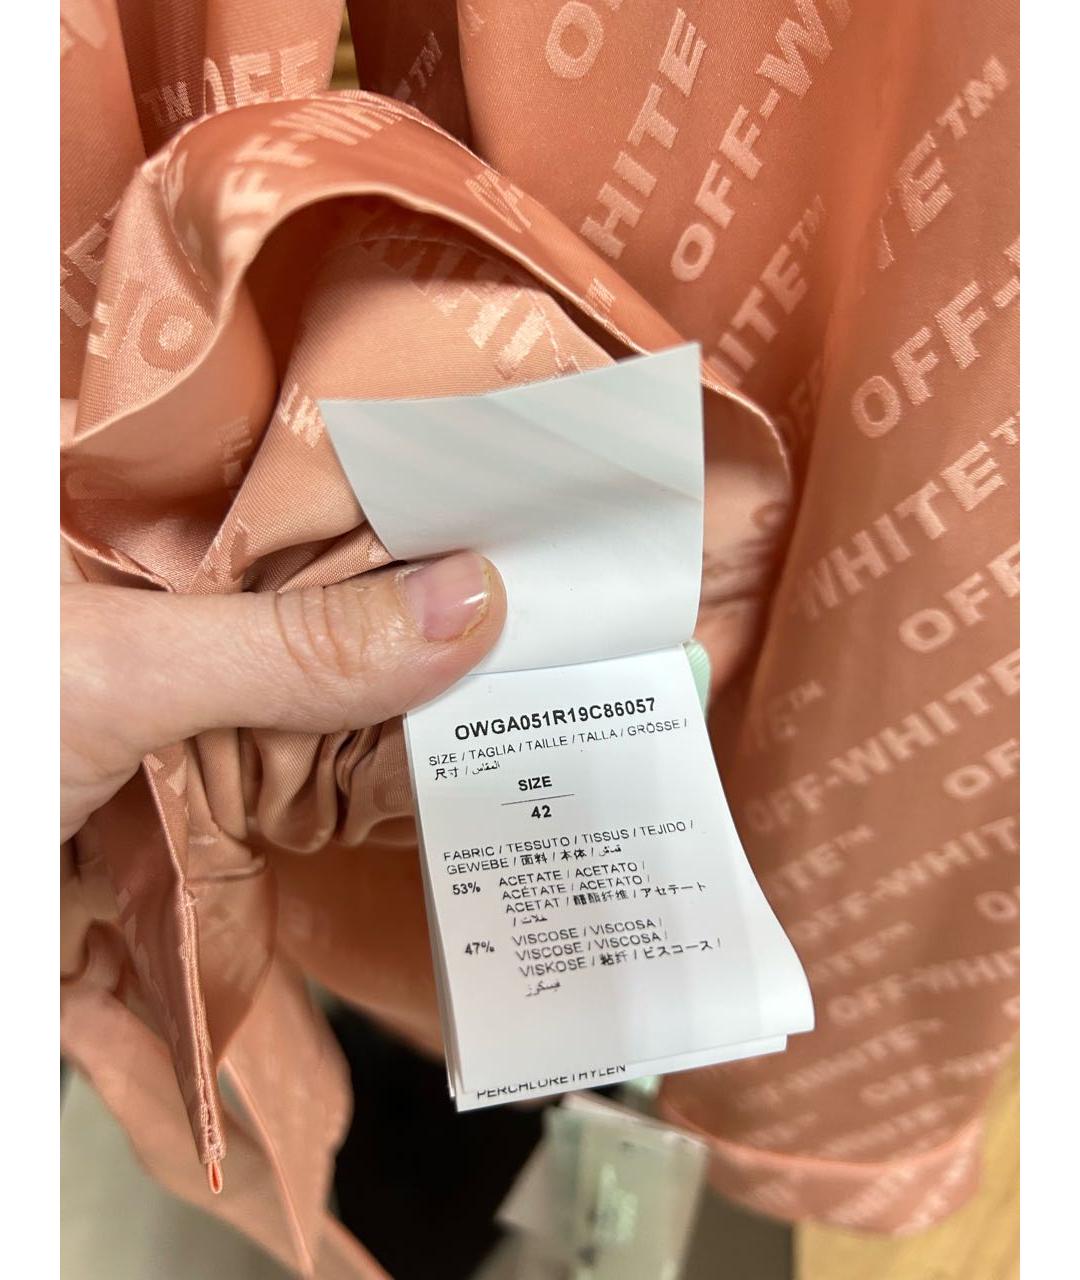 OFF
OFF-WHITE™
OFF-WHITE™
OFF-WHITE™
OFF-WHITE™
OWGA051R19C86057
SIZE / TAGLIA / TAILLE / TALLA / GRÖSSE /
尺寸 / المقاس
SIZE
42
FABRIC / TESSUTO / TISSUS / TEJIDO /
GEWEBE / 面料 / 本体 / قماش
53% ACETATE / ACETATO /
ACÉTATE / ACETATO /
ACETAT / 醋酯纤维 / アセテート
/
47% VISCOSE / VISCOSA /
VISCOSE / VISCOSA /
VISKOSE / 粘纤 / ビスコース /
فيسكوز
PERCHLORETHYLEN